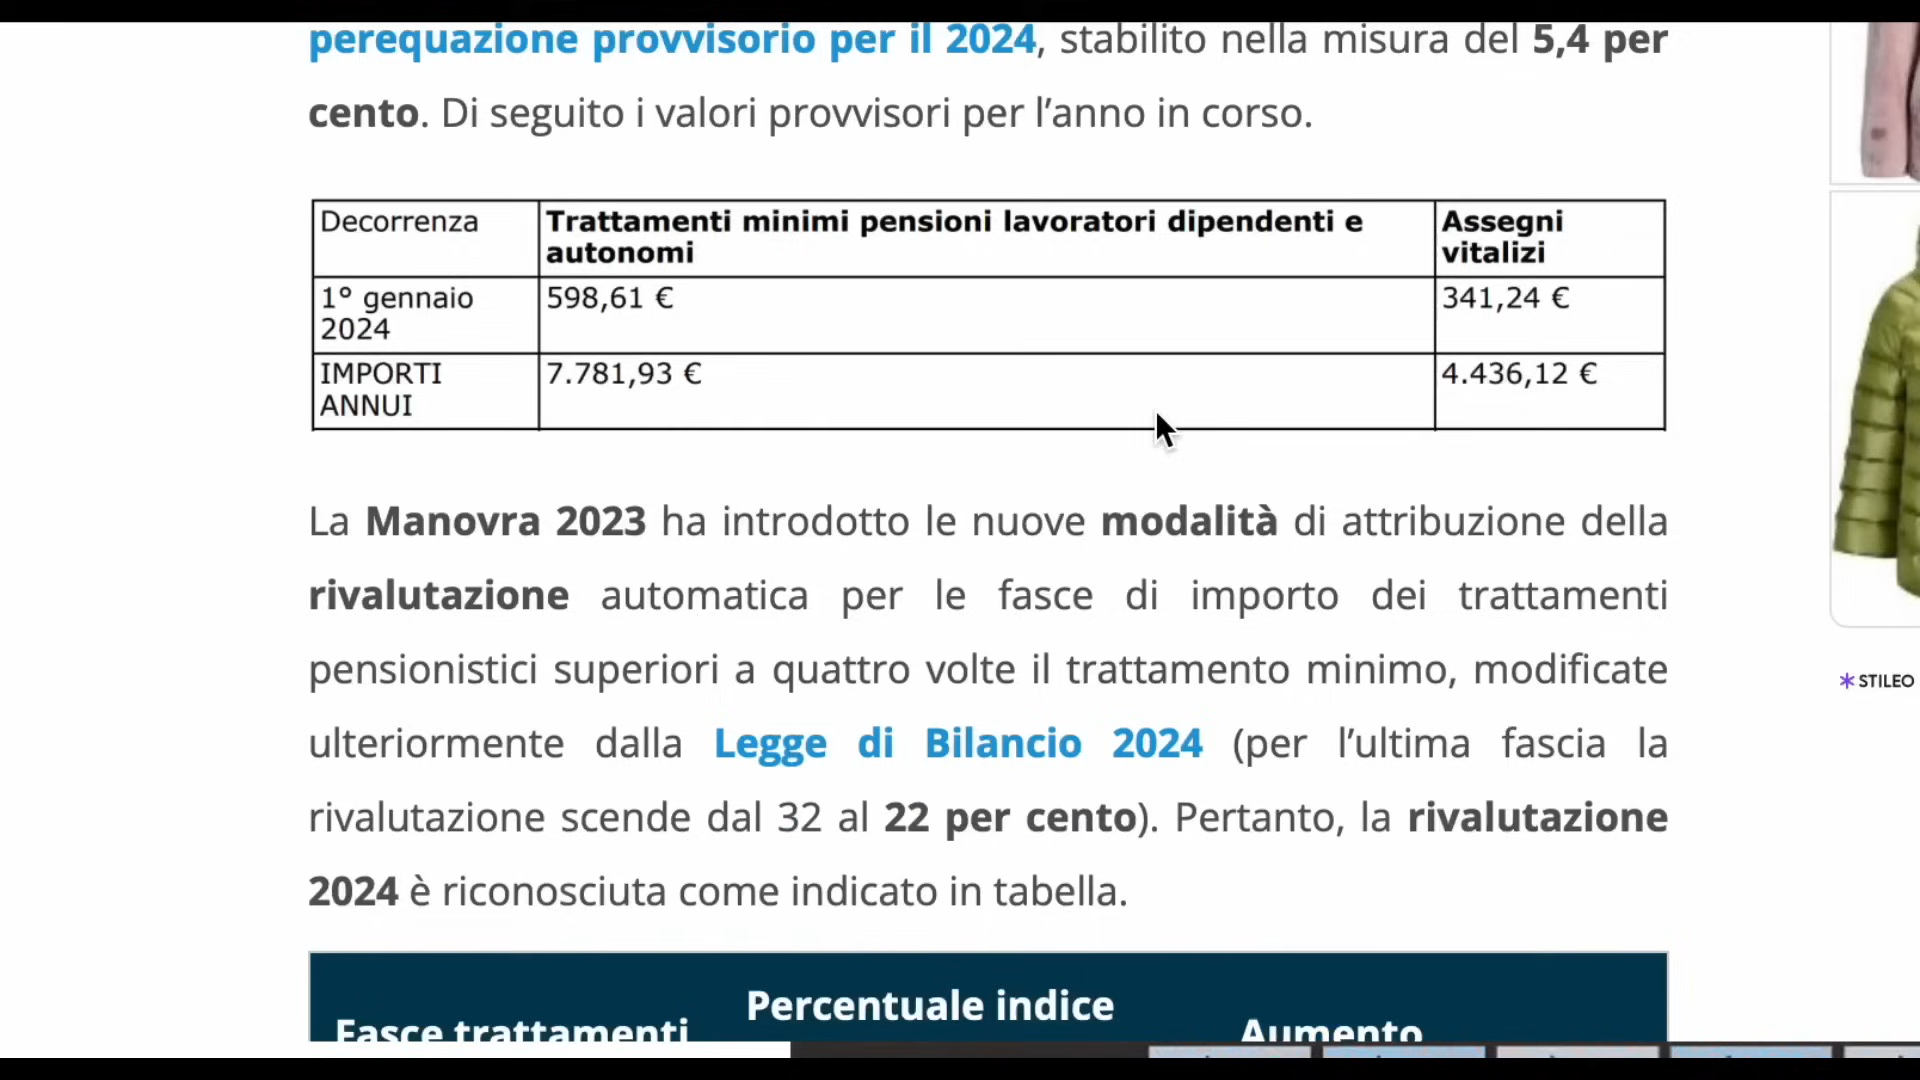 perequazione provvisorio per il 2024, stabilito nella misura del 5,4 per
cento. Di seguito i valori provvisori per l’anno in corso.
Decorrenza
Trattamenti minimi pensioni lavoratori dipendenti e
autonomi
Assegni
vitalizi
1º gennaio
2024
598,61 €
341,24 €
IMPORTI
ANNUI
7.781,93 €
4.436,12 €
La Manovra 2023 ha introdotto le nuove modalità di attribuzione della
rivalutazione automatica per le fasce di importo dei trattamenti
pensionistici superiori a quattro volte il trattamento minimo, modificate
ulteriormente dalla Legge di Bilancio 2024 (per l’ultima fascia la
rivalutazione scende dal 32 al 22 per cento). Pertanto, la rivalutazione
2024 è riconosciuta come indicato in tabella.
STILEO
Percentuale indice
Fasce trattamenti
Aumento